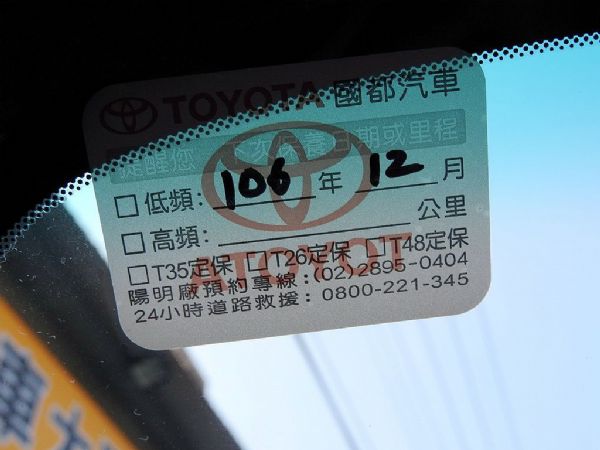 TOYOTA 國都汽車
提醒您 下次保養日期或里程
□低頻: 106 年 12 月
□高頻: 公里
□T35定保 □T26定保 □T48定保
陽明廠預約專線:(02)2895-0404
24小時道路救援: 0800-221-345
TOYOTA